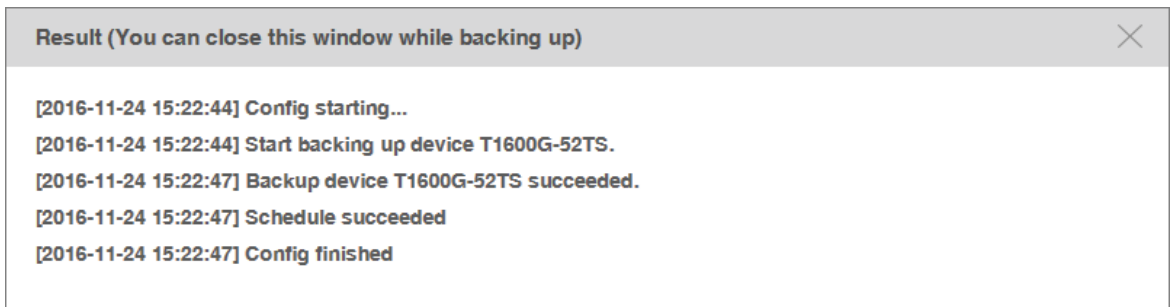 Result (You can close this window while backing up)
[2016-11-24 15:22:44] Config starting...
[2016-11-24 15:22:44] Start backing up device T1600G-52TS.
[2016-11-24 15:22:47] Backup device T1600G-52TS succeeded.
[2016-11-24 15:22:47] Schedule succeeded
[2016-11-24 15:22:47] Config finished